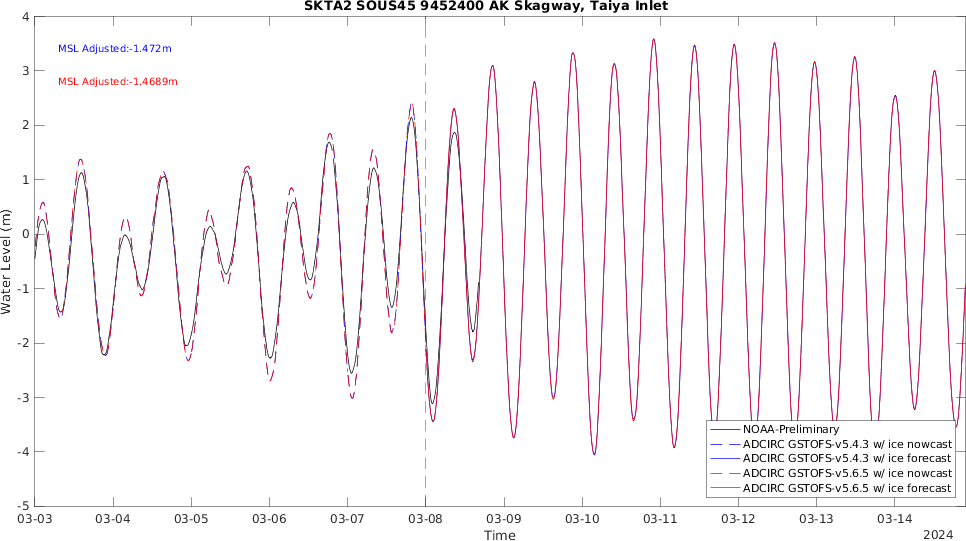 SKTA2 SOUS45 9452400 AK Skagway, Taiya Inlet
MSL Adjusted:-1.472m
MSL Adjusted:-1.4689m
Water Level (m)
4
3
2
1
0
-1
-2
-3
-4
-5
NOAA-Preliminary
ADCIRC GSTOFS-v5.4.3 w/ ice nowcast
ADCIRC GSTOFS-v5.4.3 w/ ice forecast
ADCIRC GSTOFS-v5.6.5 w/ ice nowcast
ADCIRC GSTOFS-v5.6.5 w/ ice forecast
03-03 03-04 03-05 03-06 03-07 03-08 03-09 03-10 03-11 03-12 03-13 03-14
Time
2024